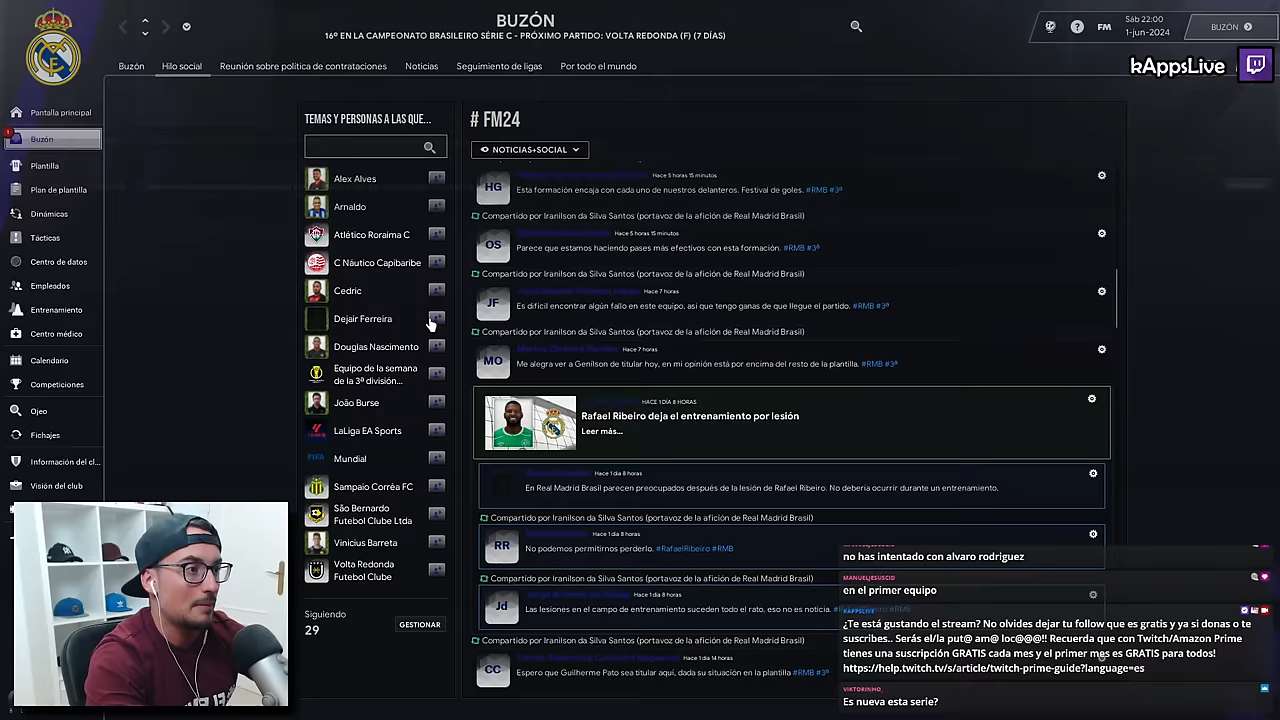 BUZÓN
16º EN LA CAMPEONATO BRASILEIRO SÉRIE C - PRÓXIMO PARTIDO: VOLTA REDONDA (F) (7 DÍAS)
FM
Sáb 22:00
1-jun-2024
BUZÓN
Buzón
Hilo social
Reunión sobre política de contrataciones
Noticias
Seguimiento de ligas
Por todo el mundo
kAppsLive
Pantalla principal
1
Buzón
Plantilla
Plan de plantilla
Dinámicas
Tácticas
Centro de datos
Empleados
Entrenamiento
Centro médico
Calendario
Competiciones
Ojeo
Fichajes
Información del cl...
Visión del club
TEMAS Y PERSONAS A LAS QUE...
Alex Alves
Arnaldo
Atlético Roraima C
C Náutico Capibaribe
Cedric
Dejair Ferreira
Douglas Nascimento
Equipo de la semana
de la 3ª división...
João Burse
LaLiga EA Sports
FIFA
Mundial
Sampaio Corrêa FC
São Bernardo
Futebol Clube Ltda
Vinicius Barreta
Volta Redonda
Futebol Clube
Siguiendo
29
GESTIONAR
# FM24
NOTICIAS+SOCIAL
HG
Hace 5 horas 15 minutos
Esta formación encaja con cada uno de nuestros delanteros. Festival de goles. #RMB #3ª
Compartido por Iranilson da Silva Santos (portavoz de la afición de Real Madrid Brasil)
OS
Hace 5 horas 15 minutos
Parece que estamos haciendo pases más efectivos con esta formación. #RMB #3ª
Compartido por Iranilson da Silva Santos (portavoz de la afición de Real Madrid Brasil)
JF
Hace 7 horas
Es difícil encontrar algún fallo en este equipo, así que tengo ganas de que llegue el partido. #RMB #3ª
Compartido por Iranilson da Silva Santos (portavoz de la afición de Real Madrid Brasil)
MO
Hace 7 horas
Me alegra ver a Genílson de titular hoy, en mi opinión está por encima del resto de la plantilla. #RMB #3ª
HACE 1 DÍA 8 HORAS
Rafael Ribeiro deja el entrenamiento por lesión
Leer más...
Hace 1 día 8 horas
En Real Madrid Brasil parecen preocupados después de la lesión de Rafael Ribeiro. No debería ocurrir durante un entrenamiento.
Compartido por Iranilson da Silva Santos (portavoz de la afición de Real Madrid Brasil)
RR
Hace 1 día 8 horas
No podemos permitirnos perderlo. #RafaelRibeiro #RMB
Compartido por Iranilson da Silva Santos (portavoz de la afición de Real Madrid Brasil)
Jd
Hace 1 día 8 horas
Las lesiones en el campo de entrenamiento suceden todo el rato, eso no es noticia. #RafaelRibeiro #RMB
Compartido por Iranilson da Silva Santos (portavoz de la afición de Real Madrid Brasil)
CC
Hace 1 día 14 horas
Espero que Guilherme Pato sea titular aquí, dada su situación en la plantilla #RMB #3ª
no has intentado con alvaro rodriguez
MANUELJESUSCID
en el primer equipo
KAPPSLIVE
¿Te está gustando el stream? No olvides dejar tu follow que es gratis y ya si donas o te
suscribes.. Serás el/la put@ am@ loc@@@!! Recuerda que con Twitch/Amazon Prime
tienes una suscripción GRATIS cada mes y el primer mes es GRATIS para todos!
https://help.twitch.tv/s/article/twitch-prime-guide?language=es
VIKTORINHO_
Es nueva esta serie?